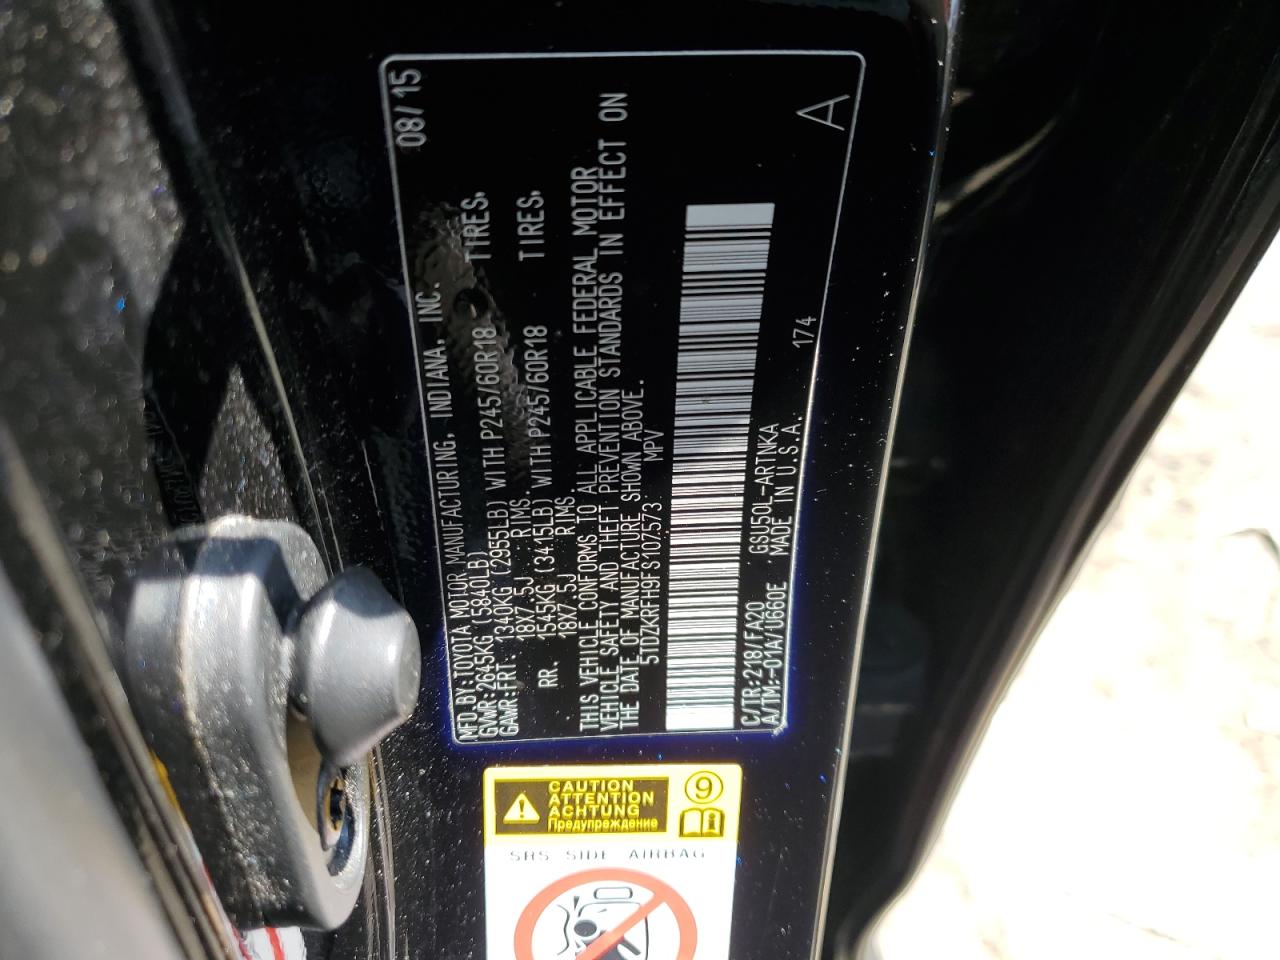 MFD.BY:TOYOTA MOTOR MANUFACTURING, INDIANA, INC. 08/15
GVWR:2645KG (5840LB)
GAWR:FRT. 1340KG (2955LB) WITH P245/60R18 TIRES.
18X7.5J RIMS.
RR. 1545KG (3415LB) WITH P245/60R18 TIRES.
18X7.5J RIMS.
THIS VEHICLE CONFORMS TO ALL APPLICABLE FEDERAL MOTOR
VEHICLE SAFETY AND THEFT PREVENTION STANDARDS IN EFFECT ON
THE DATE OF MANUFACTURE SHOWN ABOVE.
5TDZKRFH9FS107573 MPV
C/TR:218/FA20 GSU50L-ARTNKA
A/TM:-01A/U660E MADE IN U.S.A. 174
A
CAUTION
ATTENTION
ACHTUNG
Предупреждение
9
SRS SIDE AIRBAG